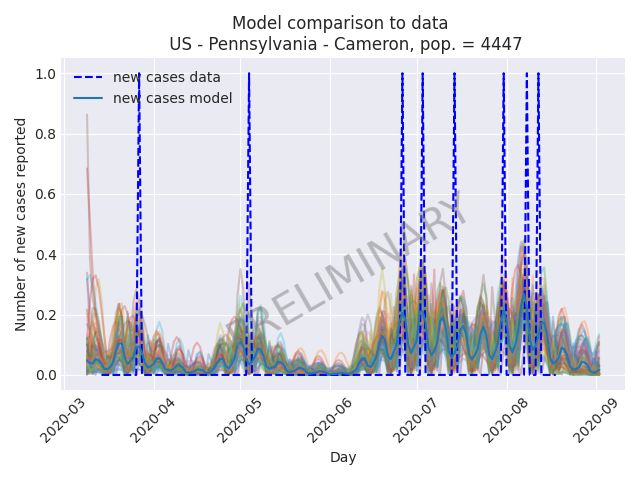 Model comparison to data
US - Pennsylvania - Cameron, pop. = 4447
new cases data
new cases model
Number of new cases reported
1.0
0.8
0.6
0.4
0.2
0.0
PRELIMINARY
2020-03
2020-04
2020-05
2020-06
2020-07
2020-08
2020-09
Day